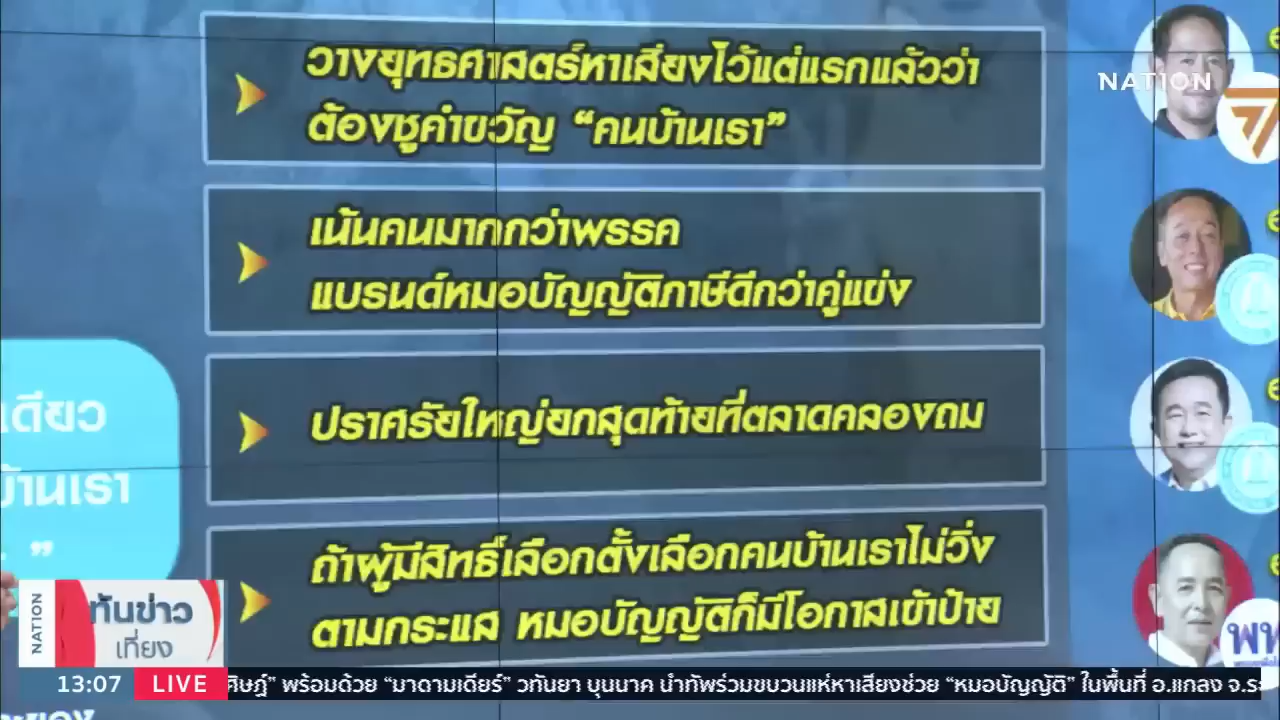 วางยุทธศาสตร์หาเสียงไว้แต่แรกแล้วว่า
ต้องชูคำขวัญ “คนบ้านเรา”
NATION
เน้นคนมากกว่าพรรค
แบรนด์หมอบัญญัติภาษีดีกว่าคู่แข่ง
ปราศรัยใหญ่ยกสุดท้ายที่ตลาดคลองถม
ถ้าผู้มีสิทธิ์เลือกตั้งเลือกคนบ้านเราไม่วิ่ง
ตามกระแส หมอบัญญัติก็มีโอกาสเข้าป้าย
เดียว
บ้านเรา
”
NATION
ทันข่าว
เที่ยง
13:07 LIVE
ศิษฎ์” พร้อมด้วย “มาดามเดียร์” วทันยา บุนนาค นำทัพร่วมขบวนแห่หาเสียงช่วย “หมอบัญญัติ” ในพื้นที่ อ.แกลง จ.ระ